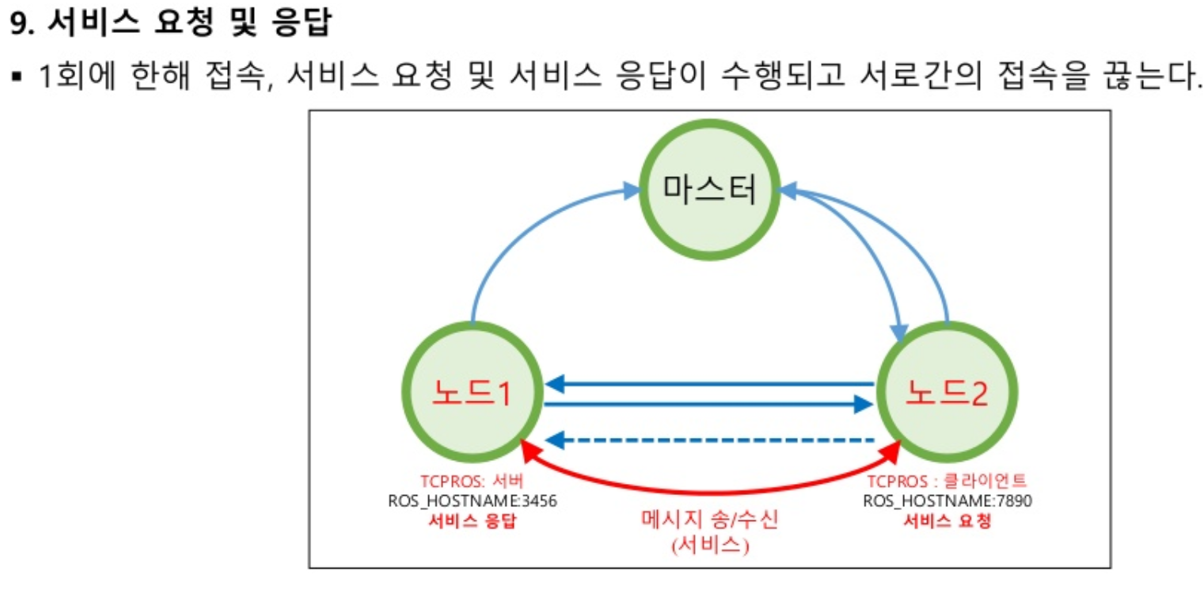 9. 서비스 요청 및 응답
▪ 1회에 한해 접속, 서비스 요청 및 서비스 응답이 수행되고 서로간의 접속을 끊는다.
마스터
노드1
노드2
TCPROS: 서버
ROS_HOSTNAME:3456
서비스 응답
TCPROS : 클라이언트
ROS_HOSTNAME:7890
서비스 요청
메시지 송/수신
(서비스)